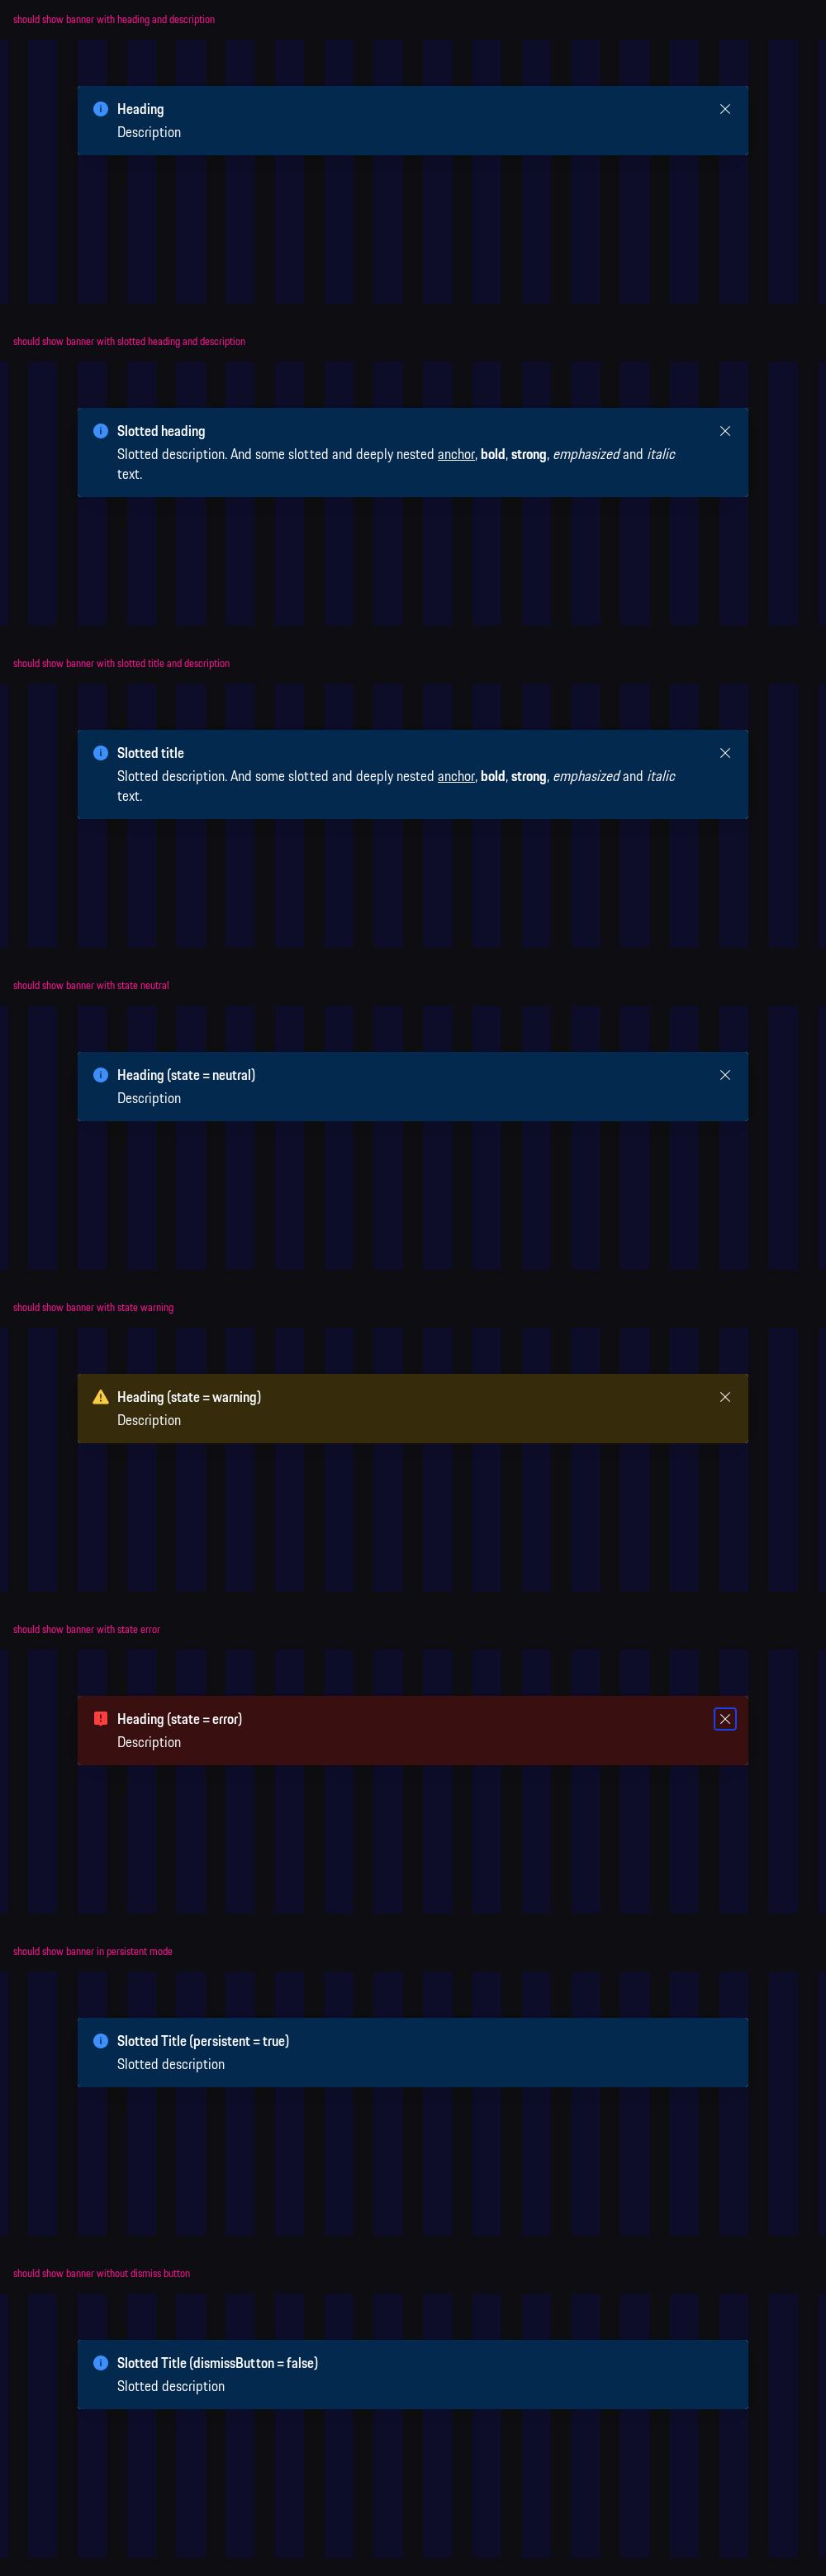 should show banner with heading and description
Heading
Description
should show banner with slotted heading and description
Slotted heading
Slotted description. And some slotted and deeply nested anchor, bold, strong, emphasized and italic
text.
should show banner with slotted title and description
Slotted title
Slotted description. And some slotted and deeply nested anchor, bold, strong, emphasized and italic
text.
should show banner with state neutral
Heading (state = neutral)
Description
should show banner with state warning
Heading (state = warning)
Description
should show banner with state error
Heading (state = error)
Description
should show banner in persistent mode
Slotted Title (persistent = true)
Slotted description
should show banner without dismiss button
Slotted Title (dismissButton = false)
Slotted description